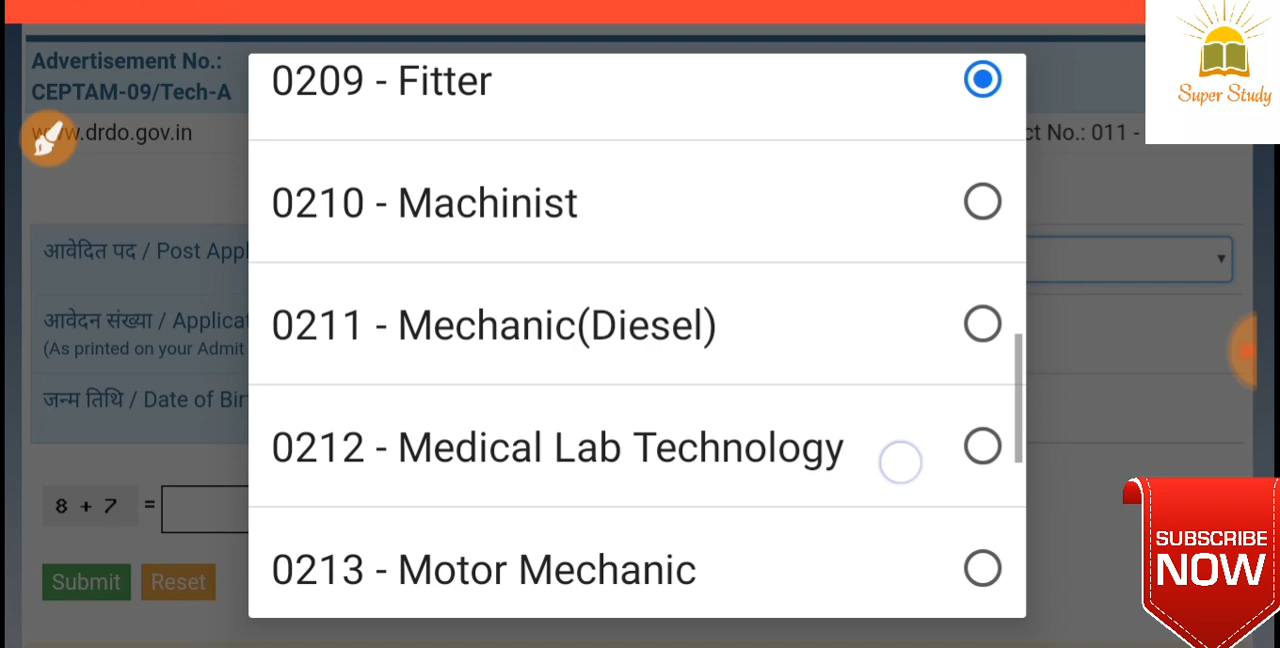 Advertisement No.:
CEPTAM-09/Tech-A
www.drdo.gov.in
ct No.: 011 -
Super Study
0209 - Fitter
0210 - Machinist
0211 - Mechanic(Diesel)
0212 - Medical Lab Technology
0213 - Motor Mechanic
आवेदित पद / Post Appl
आवेदन संख्या / Applicat
(As printed on your Admit
जन्म तिथि / Date of Bir
8 + 7 =
Submit Reset
SUBSCRIBE
NOW